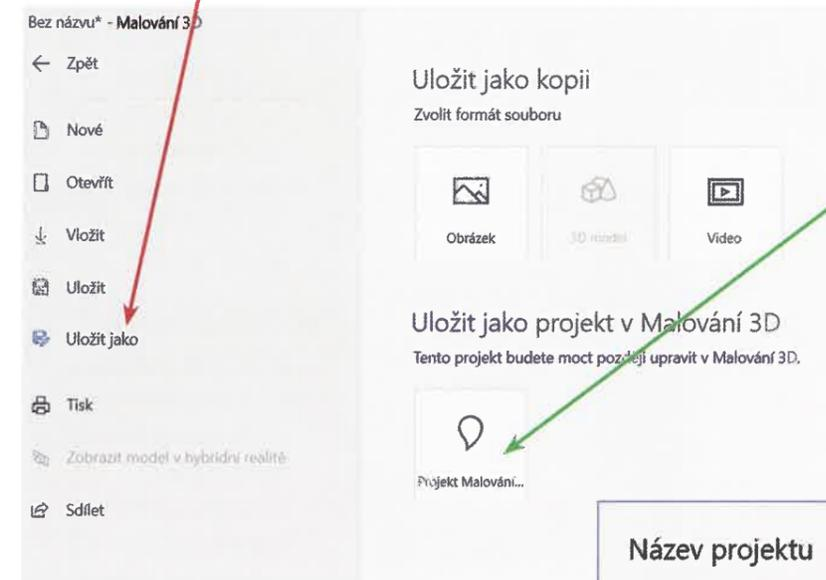 Bez názvu* - Malování 3D
Zpět
Nové
Otevřít
Vložit
Uložit
Uložit jako
Tisk
Zobrazit model v hybridní realitě
Sdílet
Uložit jako kopii
Zvolit formát souboru
Obrázek
3D model
Video
Uložit jako projekt v Malování 3D
Tento projekt budete moct později upravit v Malování 3D.
Projekt Malování...
Název projektu